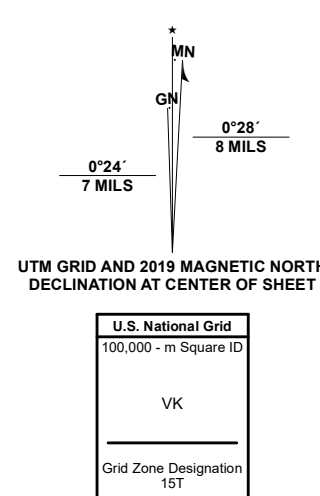 ★
MN
GN
0°28´
8 MILS
0°24´
7 MILS
UTM GRID AND 2019 MAGNETIC NORTH
DECLINATION AT CENTER OF SHEET
U.S. National Grid
100,000 - m Square ID
VK
Grid Zone Designation
15T